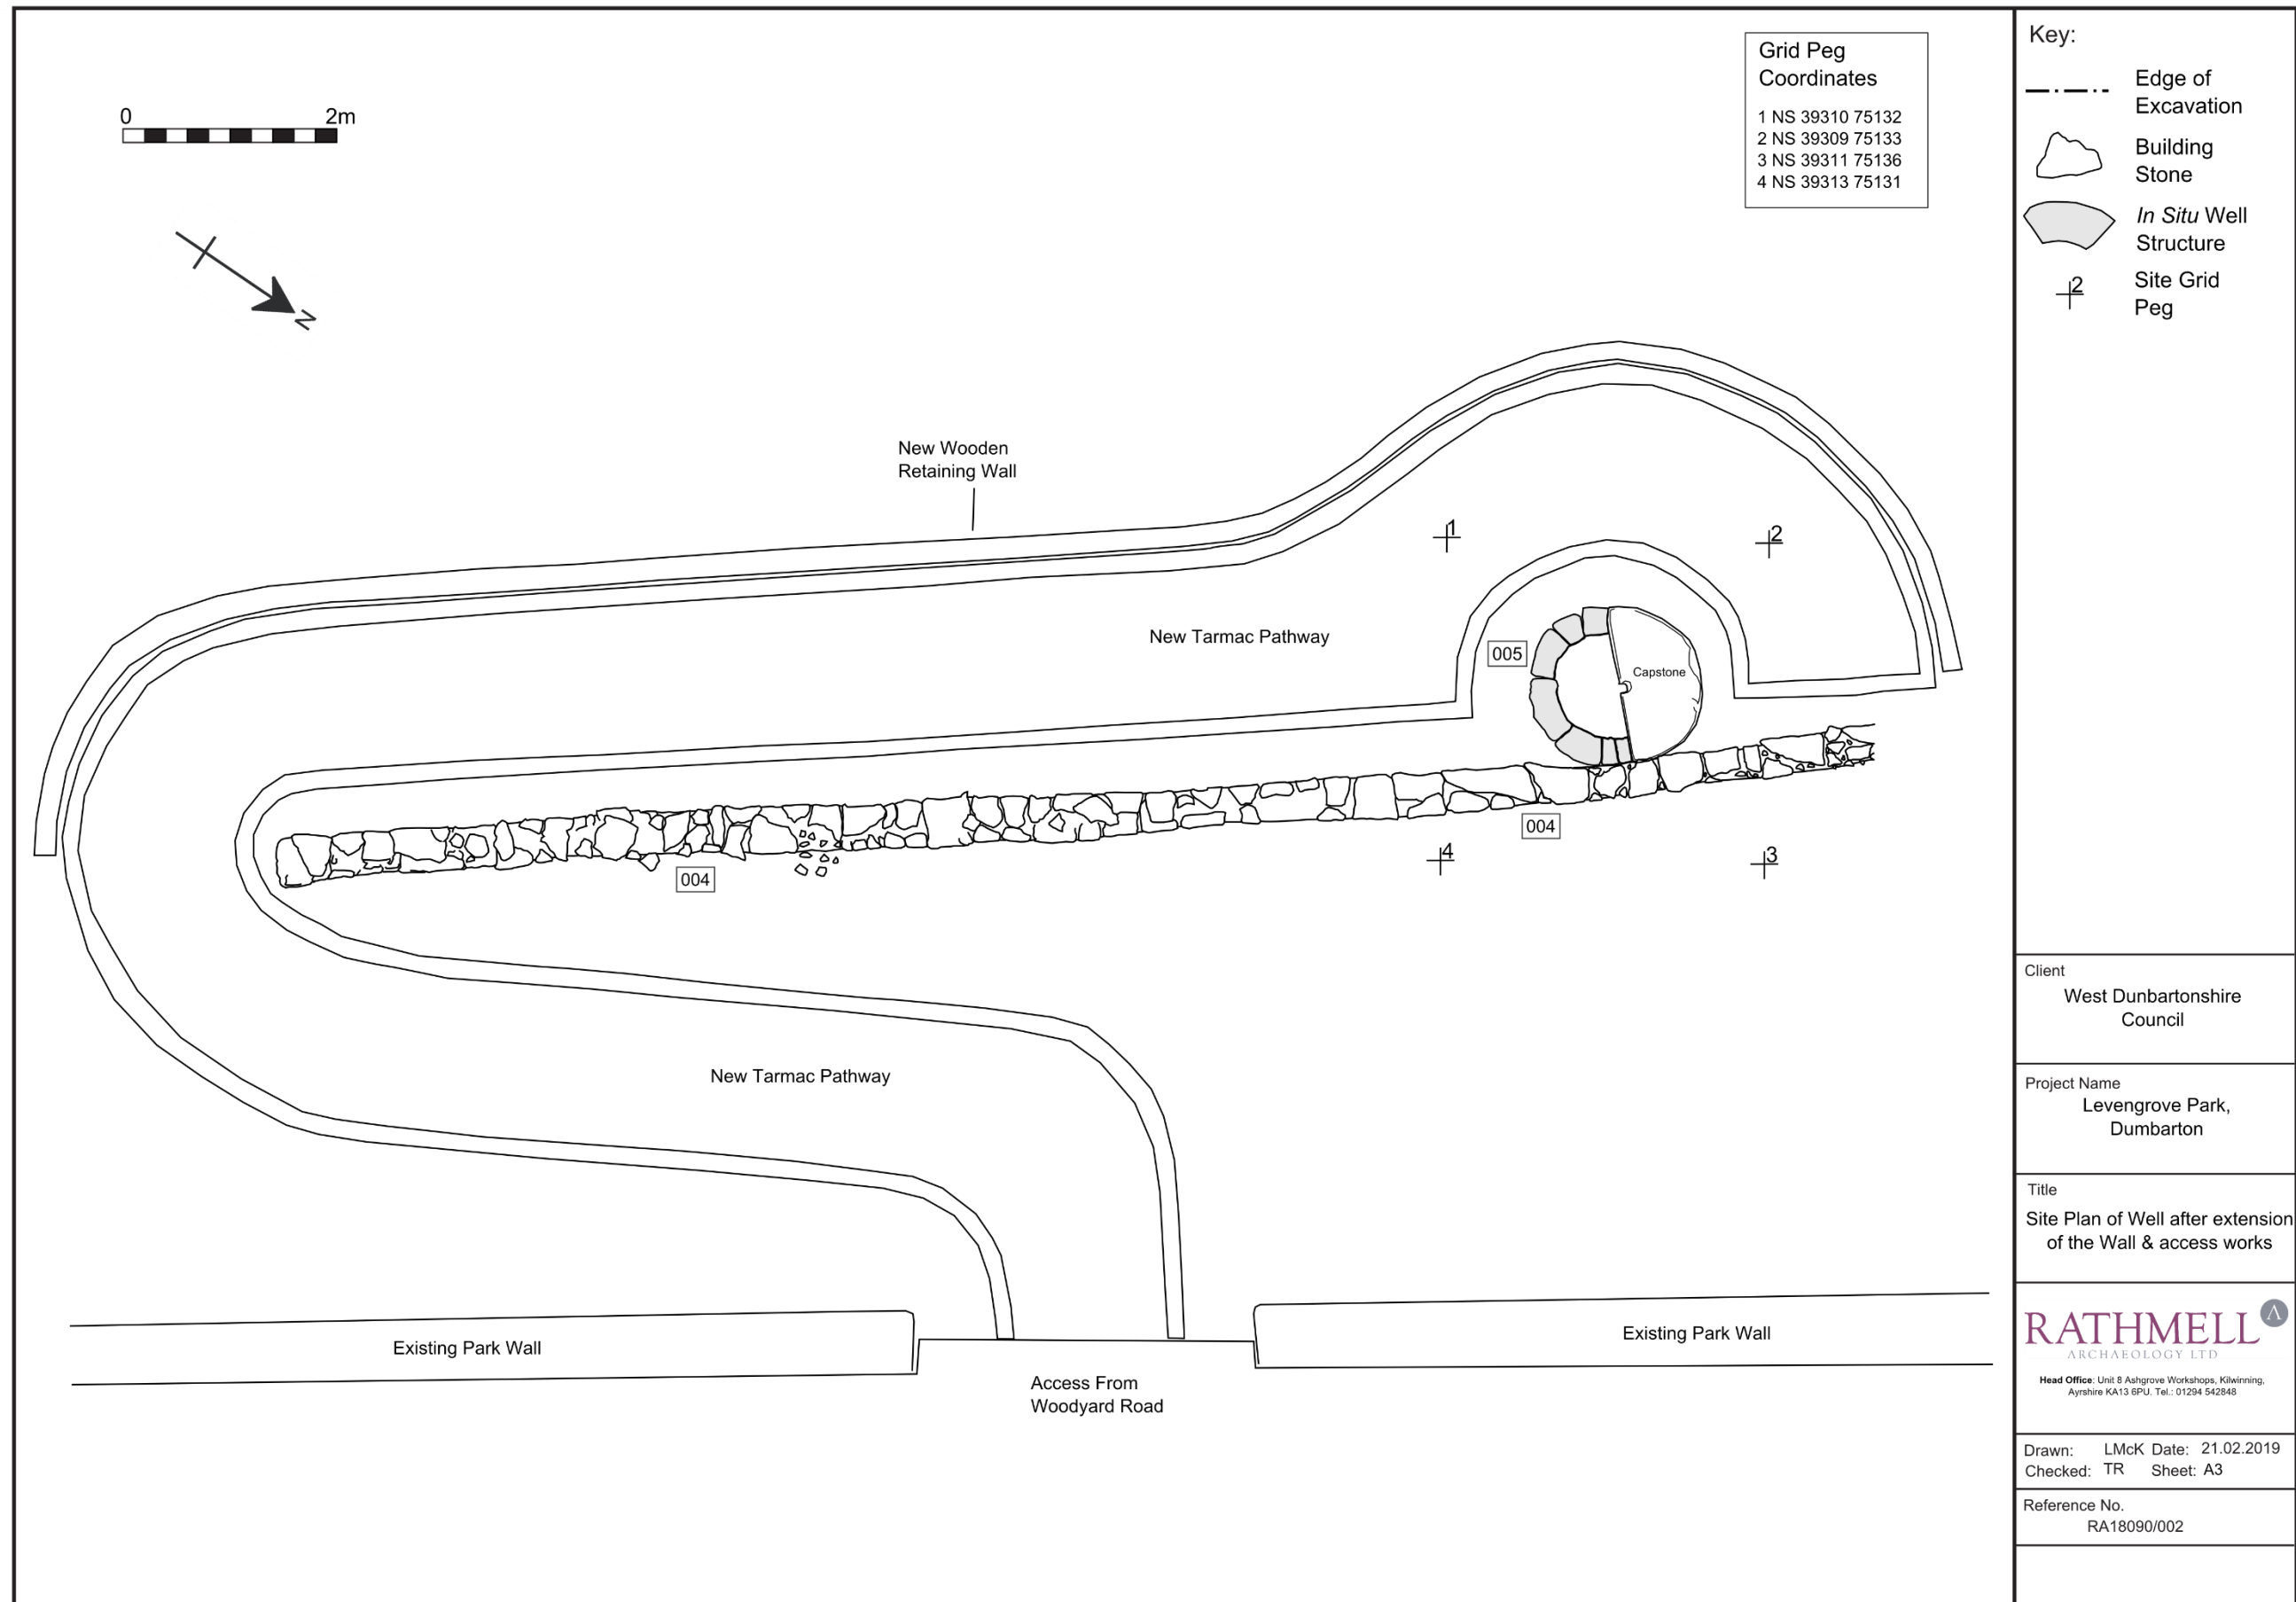 0 2m
N
Grid Peg
Coordinates
1 NS 39310 75132
2 NS 39309 75133
3 NS 39311 75136
4 NS 39313 75131
New Wooden
Retaining Wall
1
2
New Tarmac Pathway
005
Capstone
004
4
3
004
New Tarmac Pathway
Existing Park Wall
Existing Park Wall
Access From
Woodyard Road
Key:
Edge of
Excavation
Building
Stone
In Situ Well
Structure
2
Site Grid
Peg
Client
West Dunbartonshire
Council
Project Name
Levengrove Park,
Dumbarton
Title
Site Plan of Well after extension
of the Wall & access works
RATHMELL Λ
ARCHAEOLOGY LTD
Head Office: Unit 8 Ashgrove Workshops, Kilwinning,
Ayrshire KA13 6PU. Tel.: 01294 542848
Drawn: LMcK Date: 21.02.2019
Checked: TR Sheet: A3
Reference No.
RA18090/002